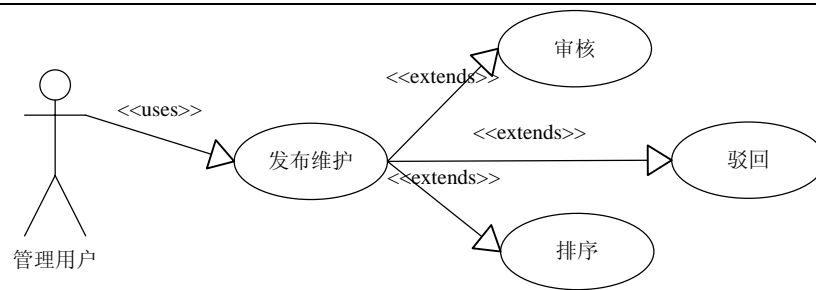 审核
<<extends>>
<<uses>>
<<extends>>
发布维护
驳回
<<extends>>
排序
管理用户